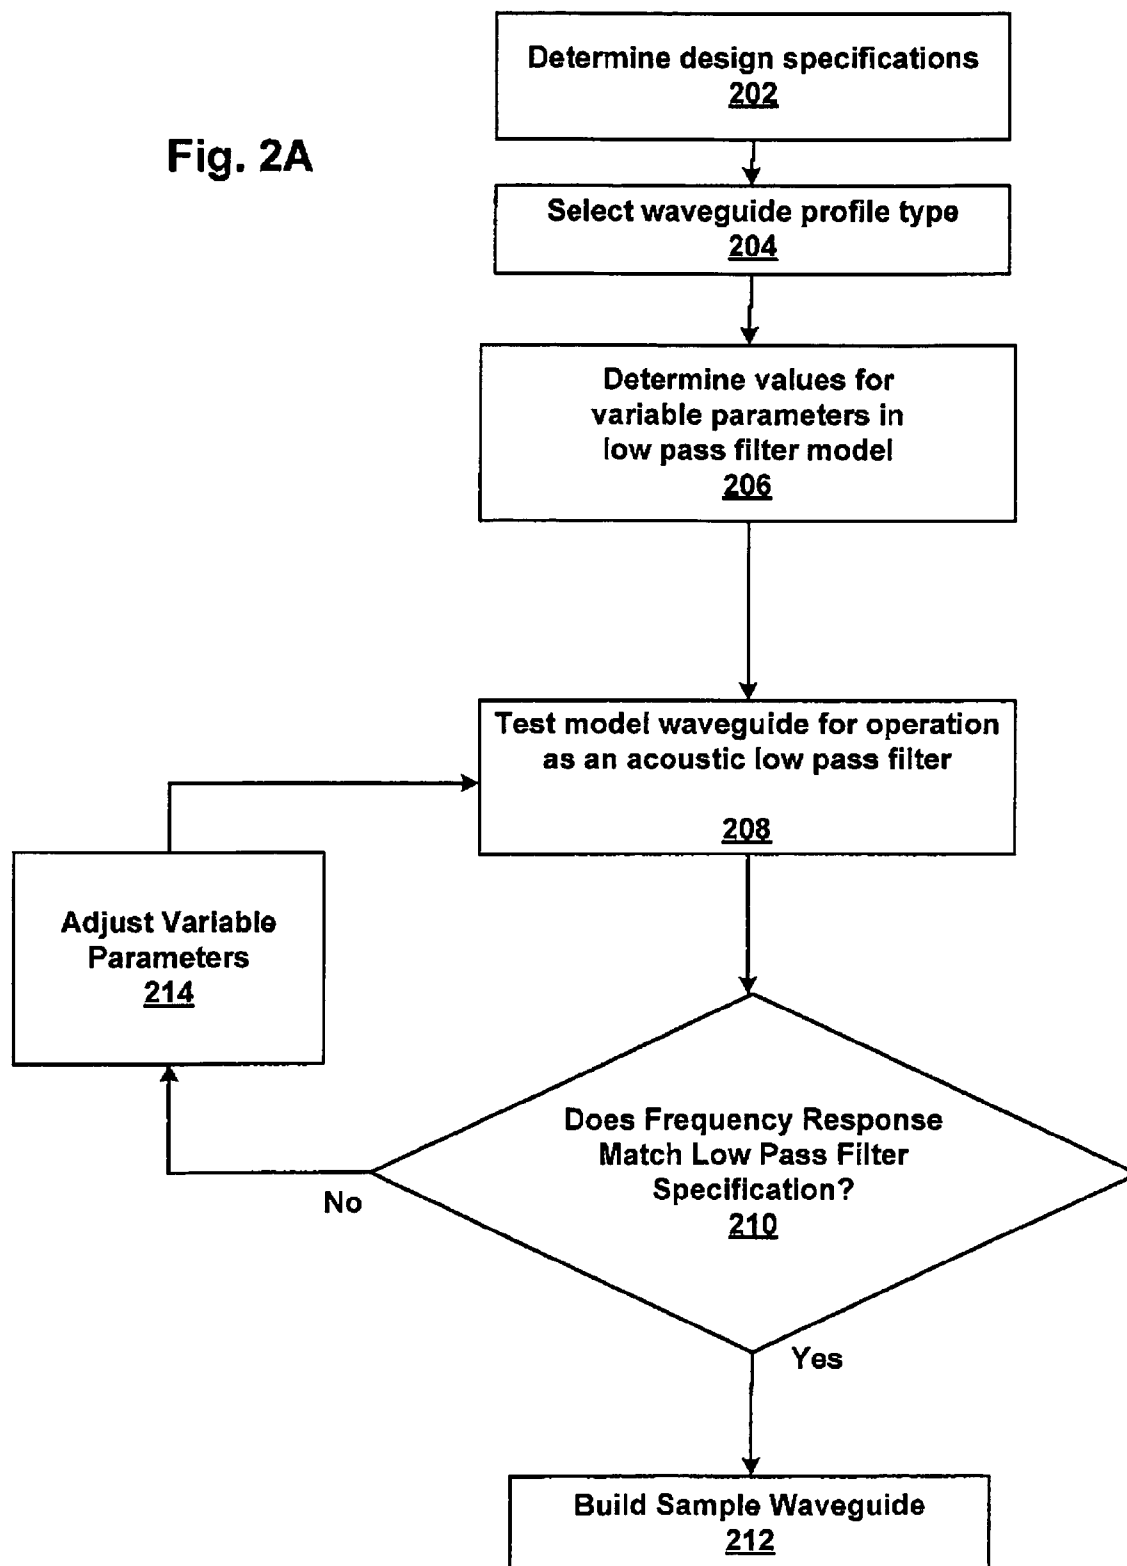 Determine design specifications
202
Fig. 2A
Select waveguide profile type
204
Determine values for
variable parameters in
low pass filter model
206
Test model waveguide for operation
as an acoustic low pass filter
208
Adjust Variable
Parameters
214
Does Frequency Response
Match Low Pass Filter
Specification?
210
No
Yes
Build Sample Waveguide
212